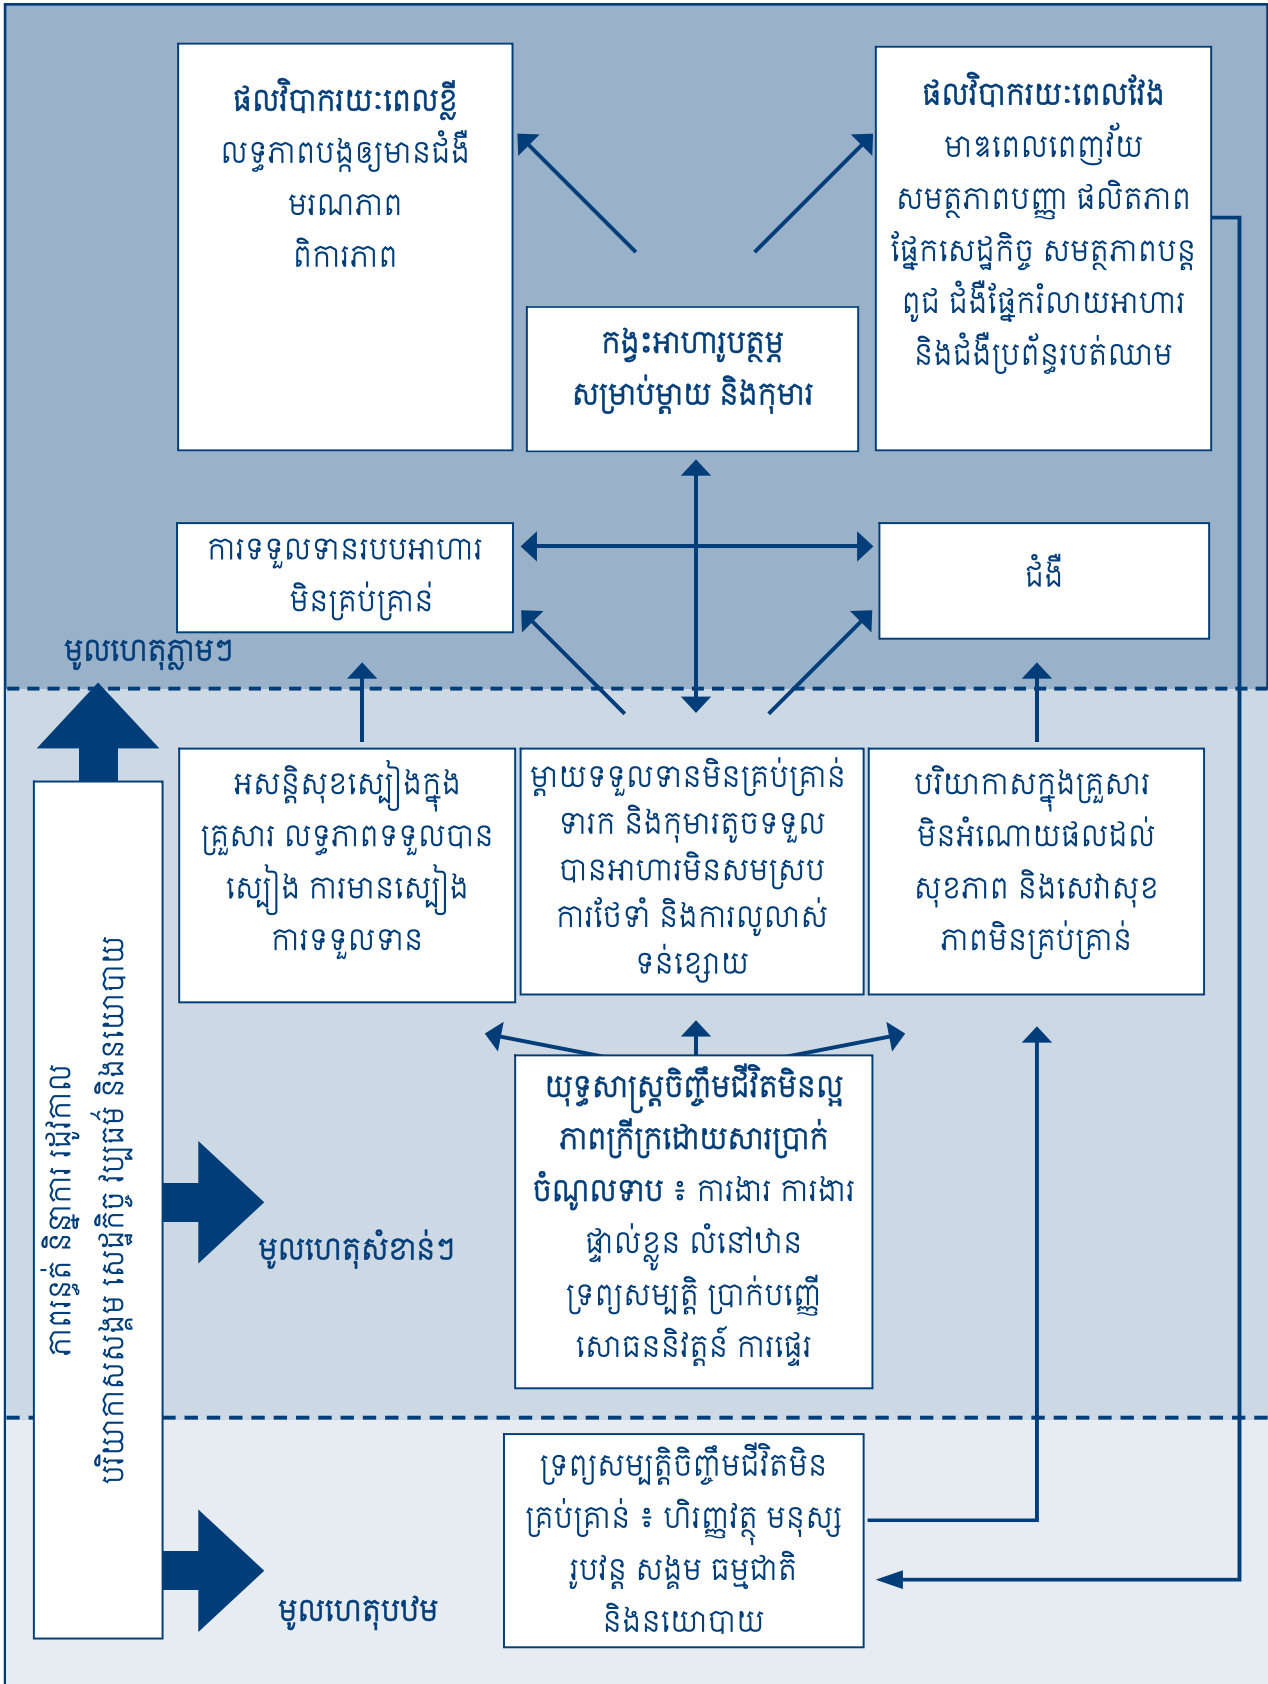 ផលវិបាករយៈពេលខ្លី
លទ្ធភាពបង្កឲ្យមានជំងឺ
មរណភាព
ពិការភាព
ផលវិបាករយៈពេលវែង
មាឌពេលពេញវ័យ
សមត្ថភាពបញ្ញា ផលិតភាព
ផ្នែកសេដ្ឋកិច្ច សមត្ថភាពបន្ត
ពូជ ជំងឺផ្នែករំលាយអាហារ
និងជំងឺប្រព័ន្ធរបត់ឈាម
កង្វះអាហារូបត្ថម្ភ
សម្រាប់ម្តាយ និងកុមារ
ការទទួលទានរបបអាហារ
មិនគ្រប់គ្រាន់
ជំងឺ
មូលហេតុភ្លាមៗ
អសន្តិសុខស្បៀងក្នុង
គ្រួសារ លទ្ធភាពទទួលបាន
ស្បៀង ការមានស្បៀង
ការទទួលទាន
ម្តាយទទួលទានមិនគ្រប់គ្រាន់
ទារក និងកុមារតូចទទួល
បានអាហារមិនសមស្រប
ការថែទាំ និងការលូលាស់
ទន់ខ្សោយ
បរិយាកាសក្នុងគ្រួសារ
មិនអំណោយផលដល់
សុខភាព និងសេវាសុខ
ភាពមិនគ្រប់គ្រាន់
ភាពរន្ធត់ និន្នាការ រដូវកាល
បរិយាកាសសង្គម សេដ្ឋកិច្ច វប្បធម៌ និងនយោបាយ
យុទ្ធសាស្ត្រចិញ្ចឹមជីវិតមិនល្អ
ភាពក្រីក្រដោយសារប្រាក់
ចំណូលទាប ៖ ការងារ ការងារ
ផ្ទាល់ខ្លួន លំនៅឋាន
ទ្រព្យសម្បត្តិ ប្រាក់បញ្ញើ
សោធននិវត្តន៍ ការផ្ទេរ
មូលហេតុសំខាន់ៗ
ទ្រព្យសម្បត្តិចិញ្ចឹមជីវិតមិន
គ្រប់គ្រាន់ ៖ ហិរញ្ញវត្ថុ មនុស្ស
រូបវន្ត សង្គម ធម្មជាតិ
និងនយោបាយ
មូលហេតុបឋម